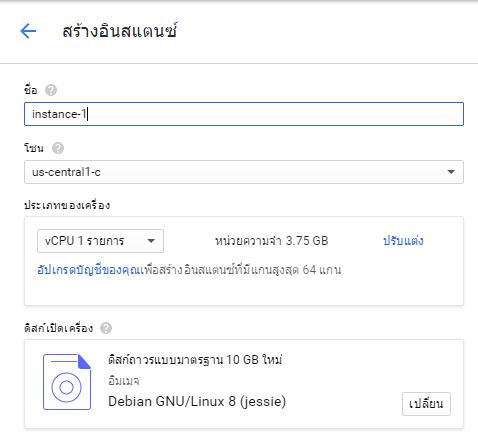 สร้างอินสแตนซ์
ชื่อ
instance-1
โซน
us-central1-c
ประเภทของเครื่อง
vCPU 1 รายการ หน่วยความจำ 3.75 GB ปรับแต่ง
อัปเกรดบัญชีของคุณเพื่อสร้างอินสแตนซ์ที่มีแกนสูงสุด 64 แกน
ดิสก์เปิดเครื่อง
ดิสก์ถาวรแบบมาตรฐาน 10 GB ใหม่
อิมเมจ
Debian GNU/Linux 8 (jessie) เปลี่ยน